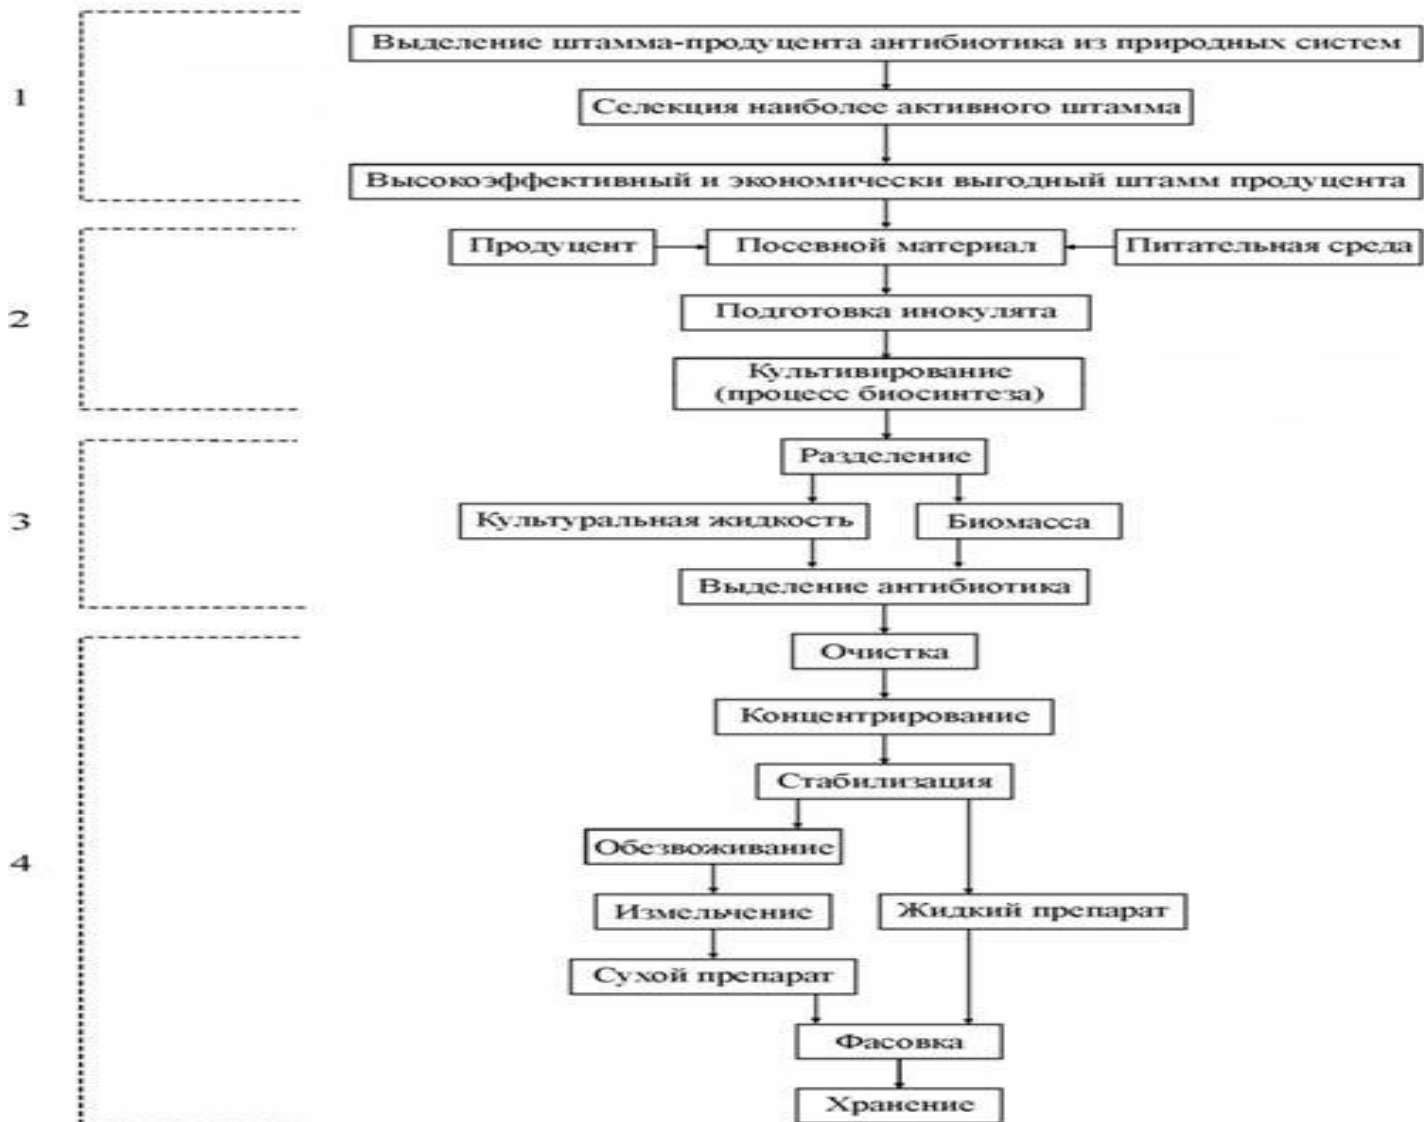 Выделение штамма-продуцента антибиотика из природных систем
1
Селекция наиболее активного штамма
Высокоэффективный и экономически выгодный штамм продуцента
Продуцент
Посевной материал
Питательная среда
2
Подготовка инокулята
Культивирование
(процесс биосинтеза)
Разделение
3
Культуральная жидкость
Биомасса
Выделение антибиотика
Очистка
Концентрирование
Стабилизация
4
Обезвоживание
Измельчение
Жидкий препарат
Сухой препарат
Фасовка
Хранение